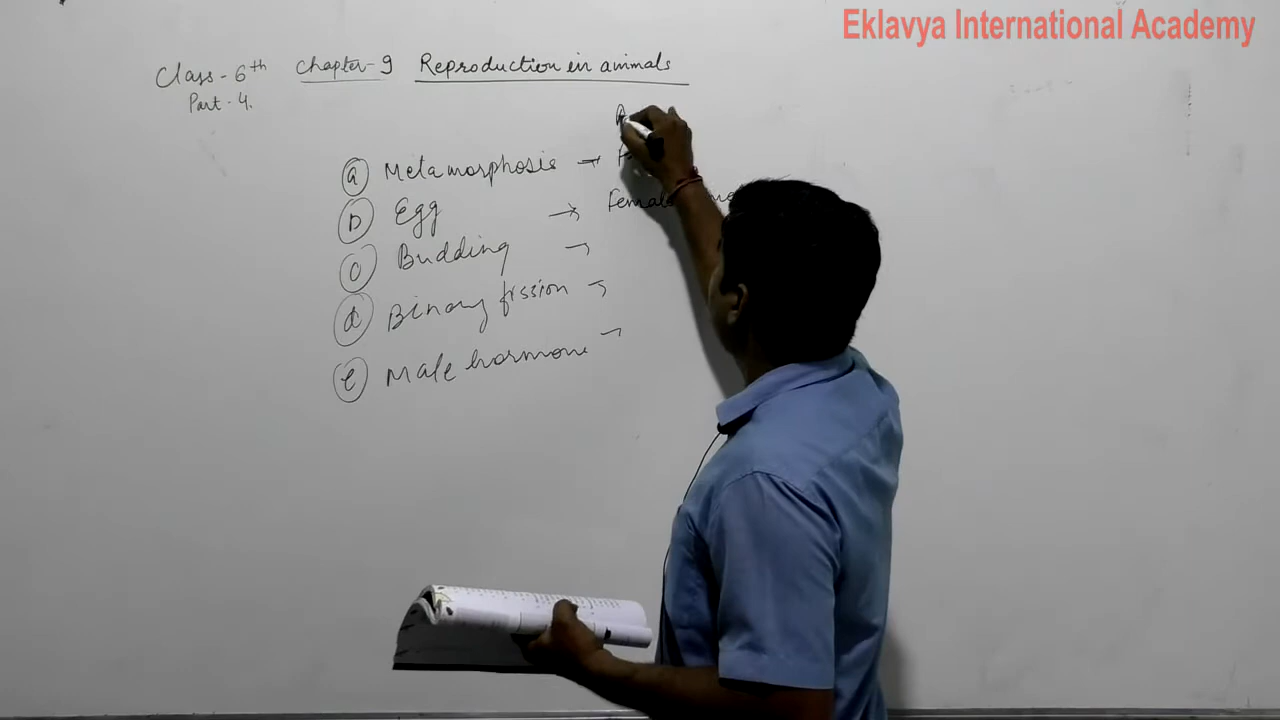 Eklavya International Academy
Class - 6th Chapter - 9 Reproduction in animals
Part - 4.
(a) Metamorphosis →
(b) Egg → Female
(c) Budding →
(d) Binary fission →
(e) Male hormone →